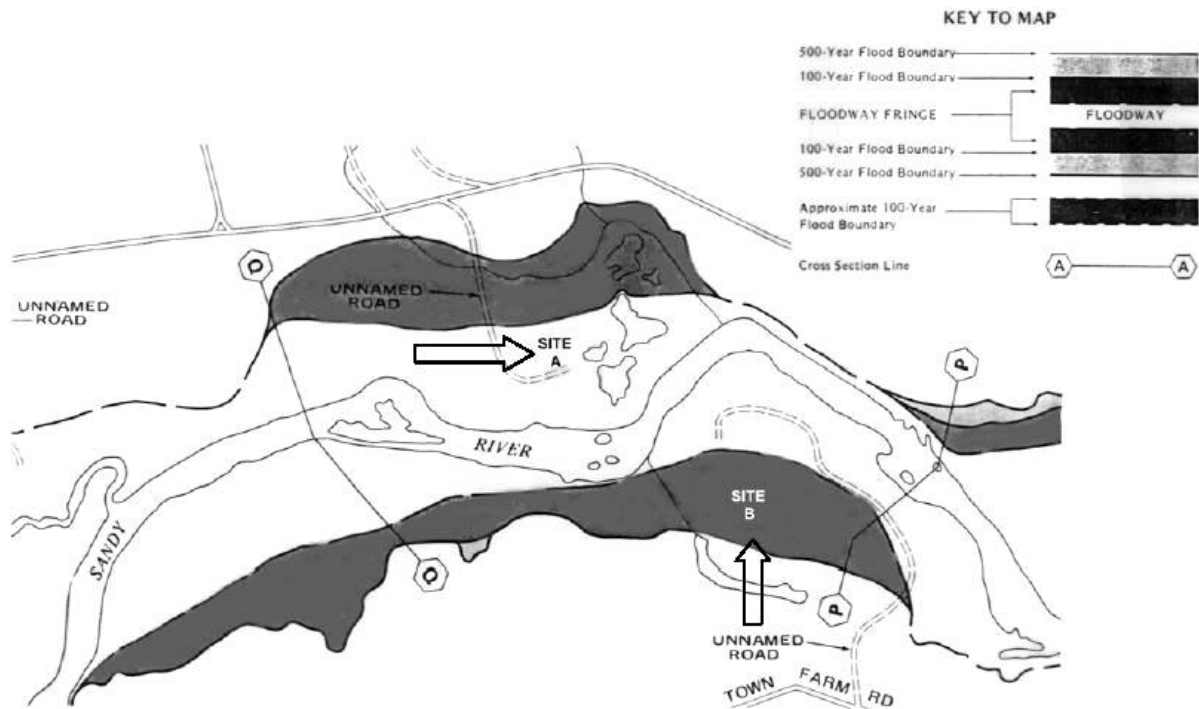 KEY TO MAP
500-Year Flood Boundary
100-Year Flood Boundary
FLOODWAY FRINGE
FLOODWAY
100-Year Flood Boundary
500-Year Flood Boundary
Approximate 100-Year
Flood Boundary
Cross Section Line
A
A
O
UNNAMED
ROAD
UNNAMED
ROAD
SITE
A
P
RIVER
SITE
B
SANDY
O
P
UNNAMED
ROAD
TOWN FARM RD